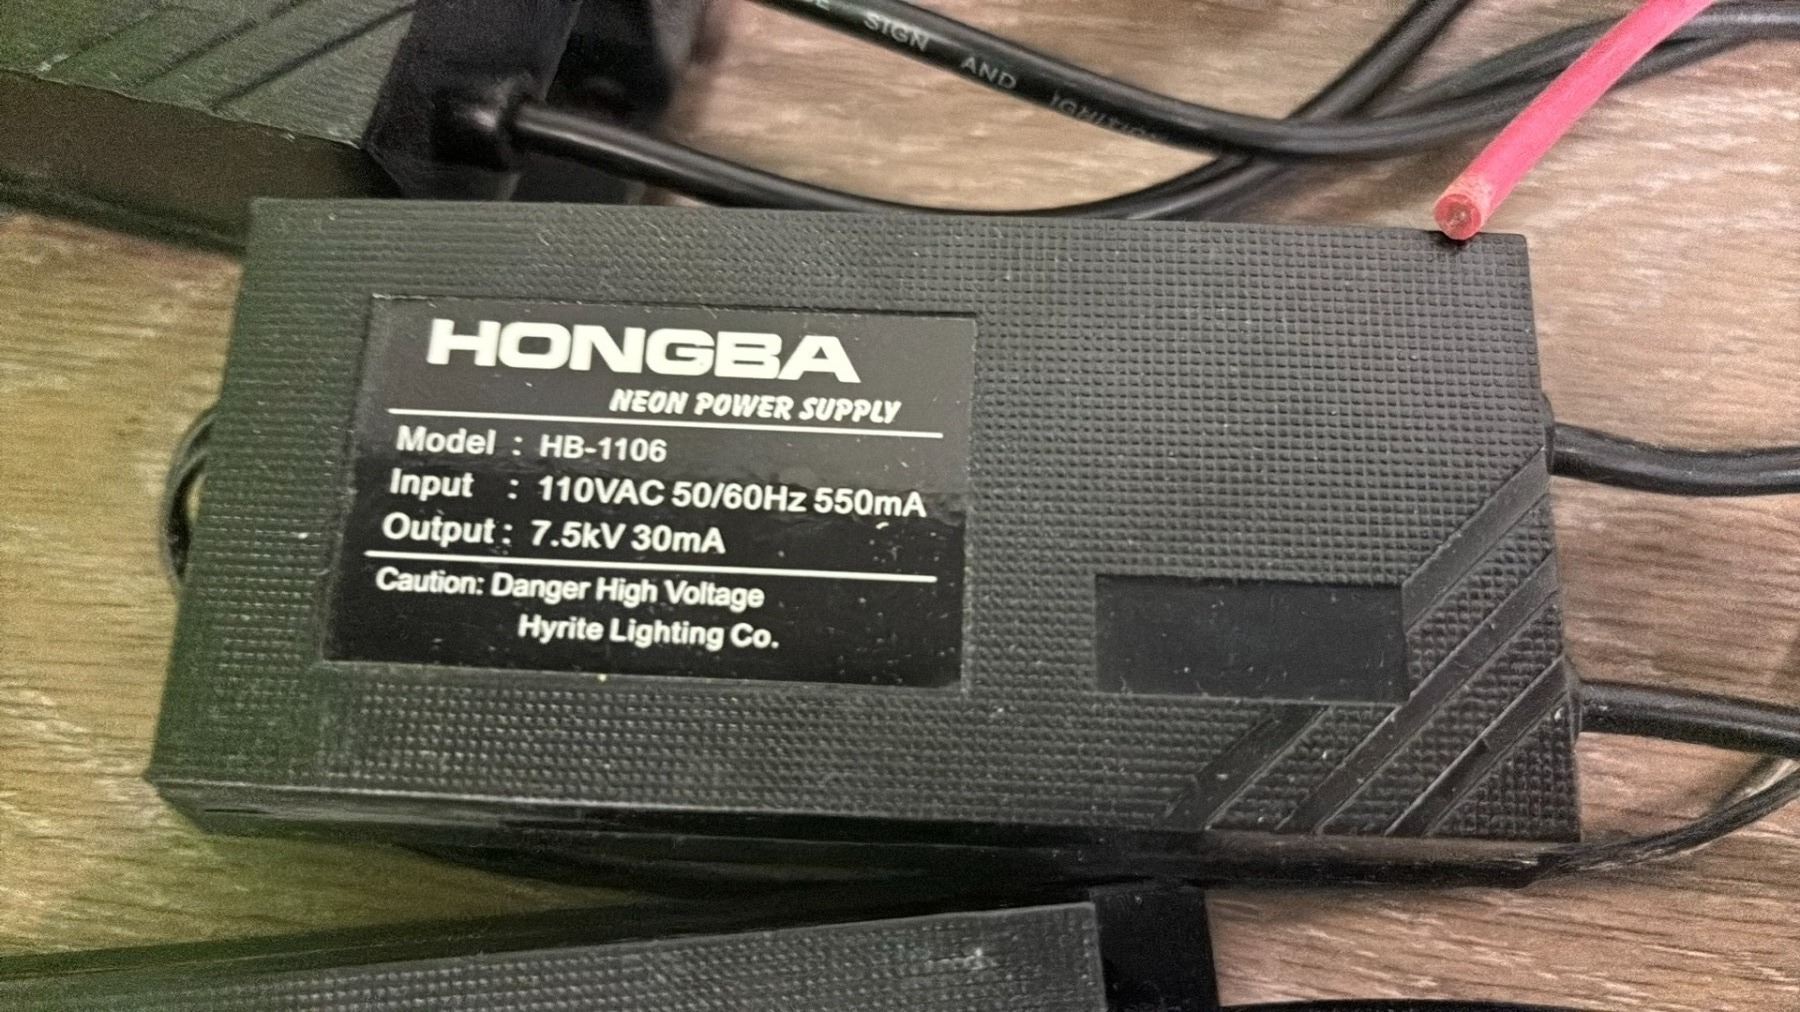 SIGN AND IGNITION
HONGBA
NEON POWER SUPPLY
Model : HB-1106
Input : 110VAC 50/60Hz 550mA
Output : 7.5kV 30mA
Caution: Danger High Voltage
Hyrite Lighting Co.